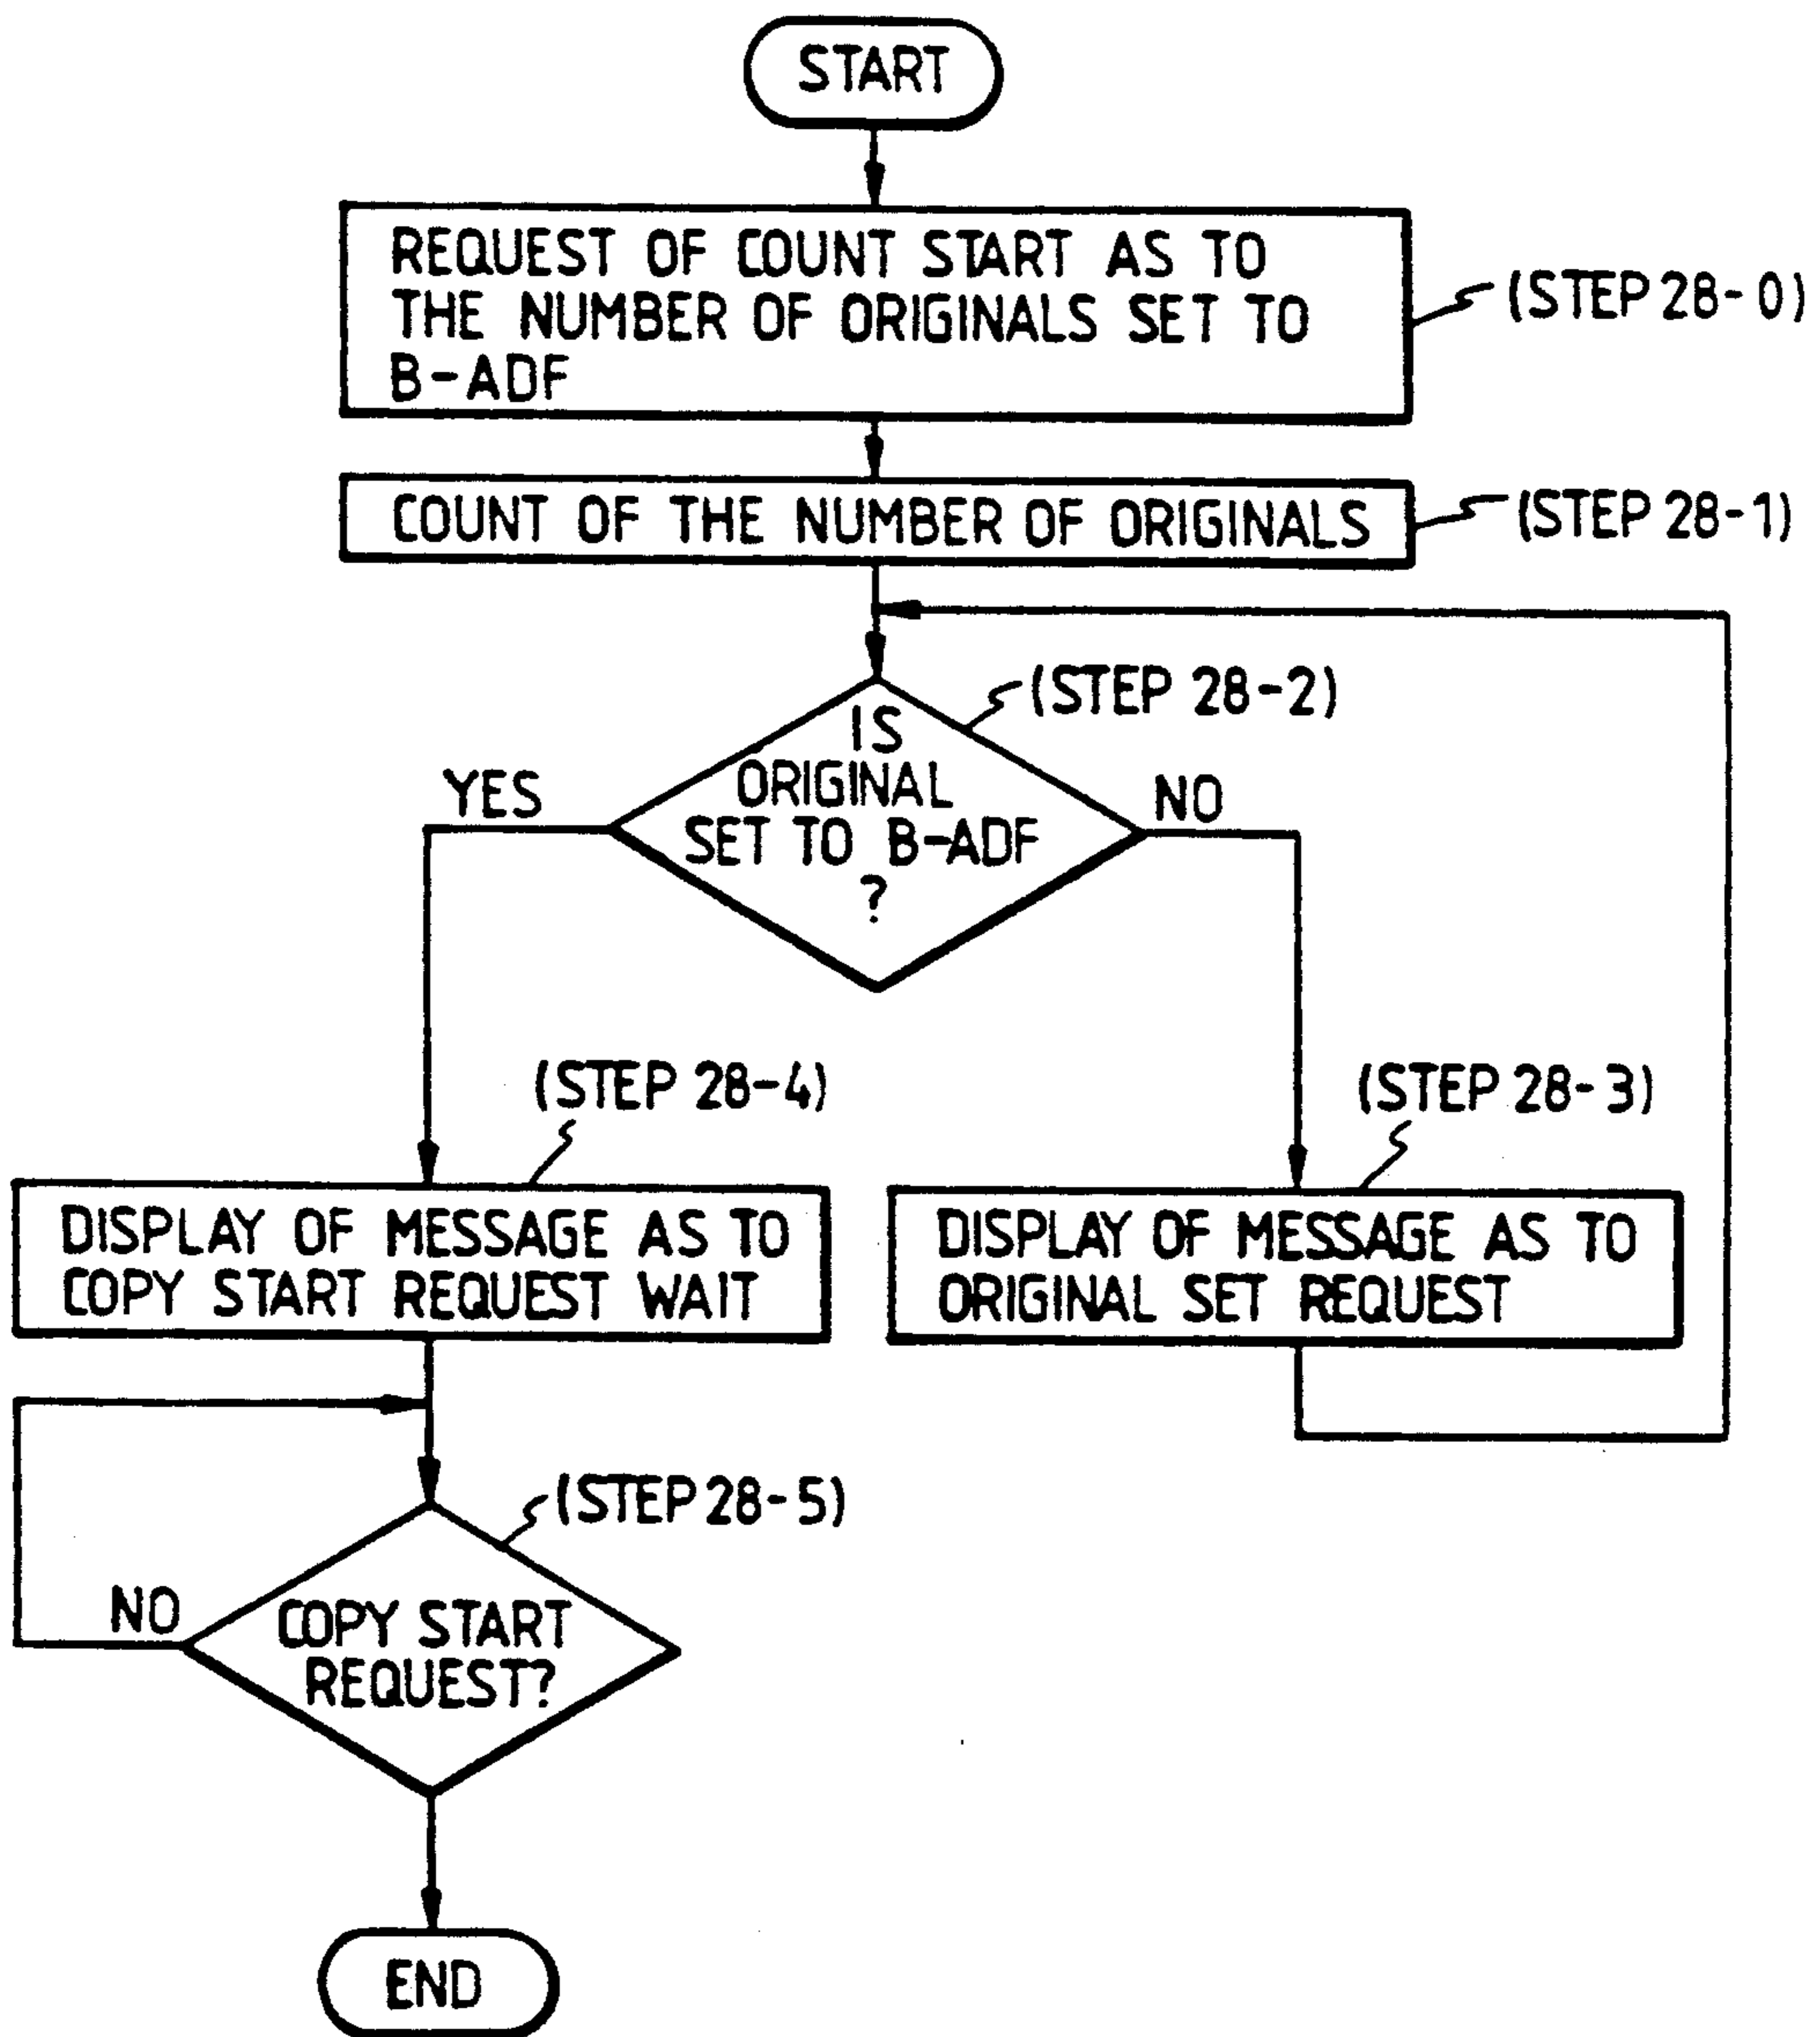 START
REQUEST OF COUNT START AS TO
THE NUMBER OF ORIGINALS SET TO
B-ADF
(STEP 28-0)
COUNT OF THE NUMBER OF ORIGINALS
(STEP 28-1)
(STEP 28-2)
IS
ORIGINAL
SET TO B-ADF
?
YES
NO
(STEP 28-4)
(STEP 28-3)
DISPLAY OF MESSAGE AS TO
COPY START REQUEST WAIT
DISPLAY OF MESSAGE AS TO
ORIGINAL SET REQUEST
(STEP 28-5)
NO
COPY START
REQUEST?
END